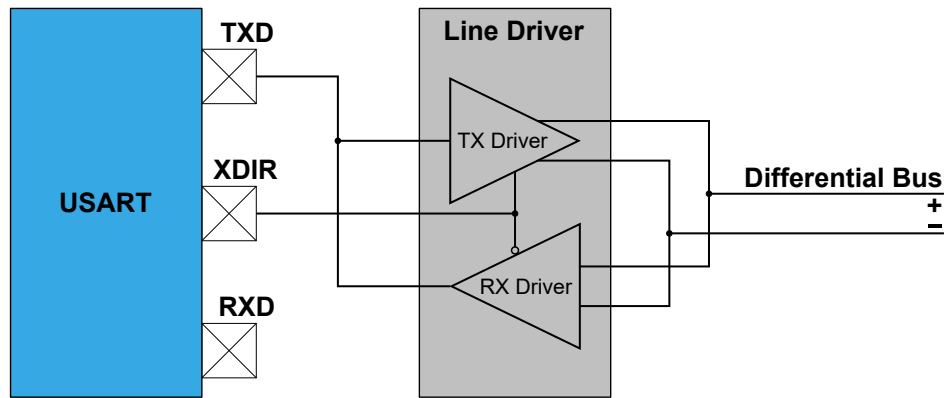 TXD
Line Driver
TX Driver
XDIR
USART
Differential Bus
+
−
RX Driver
RXD